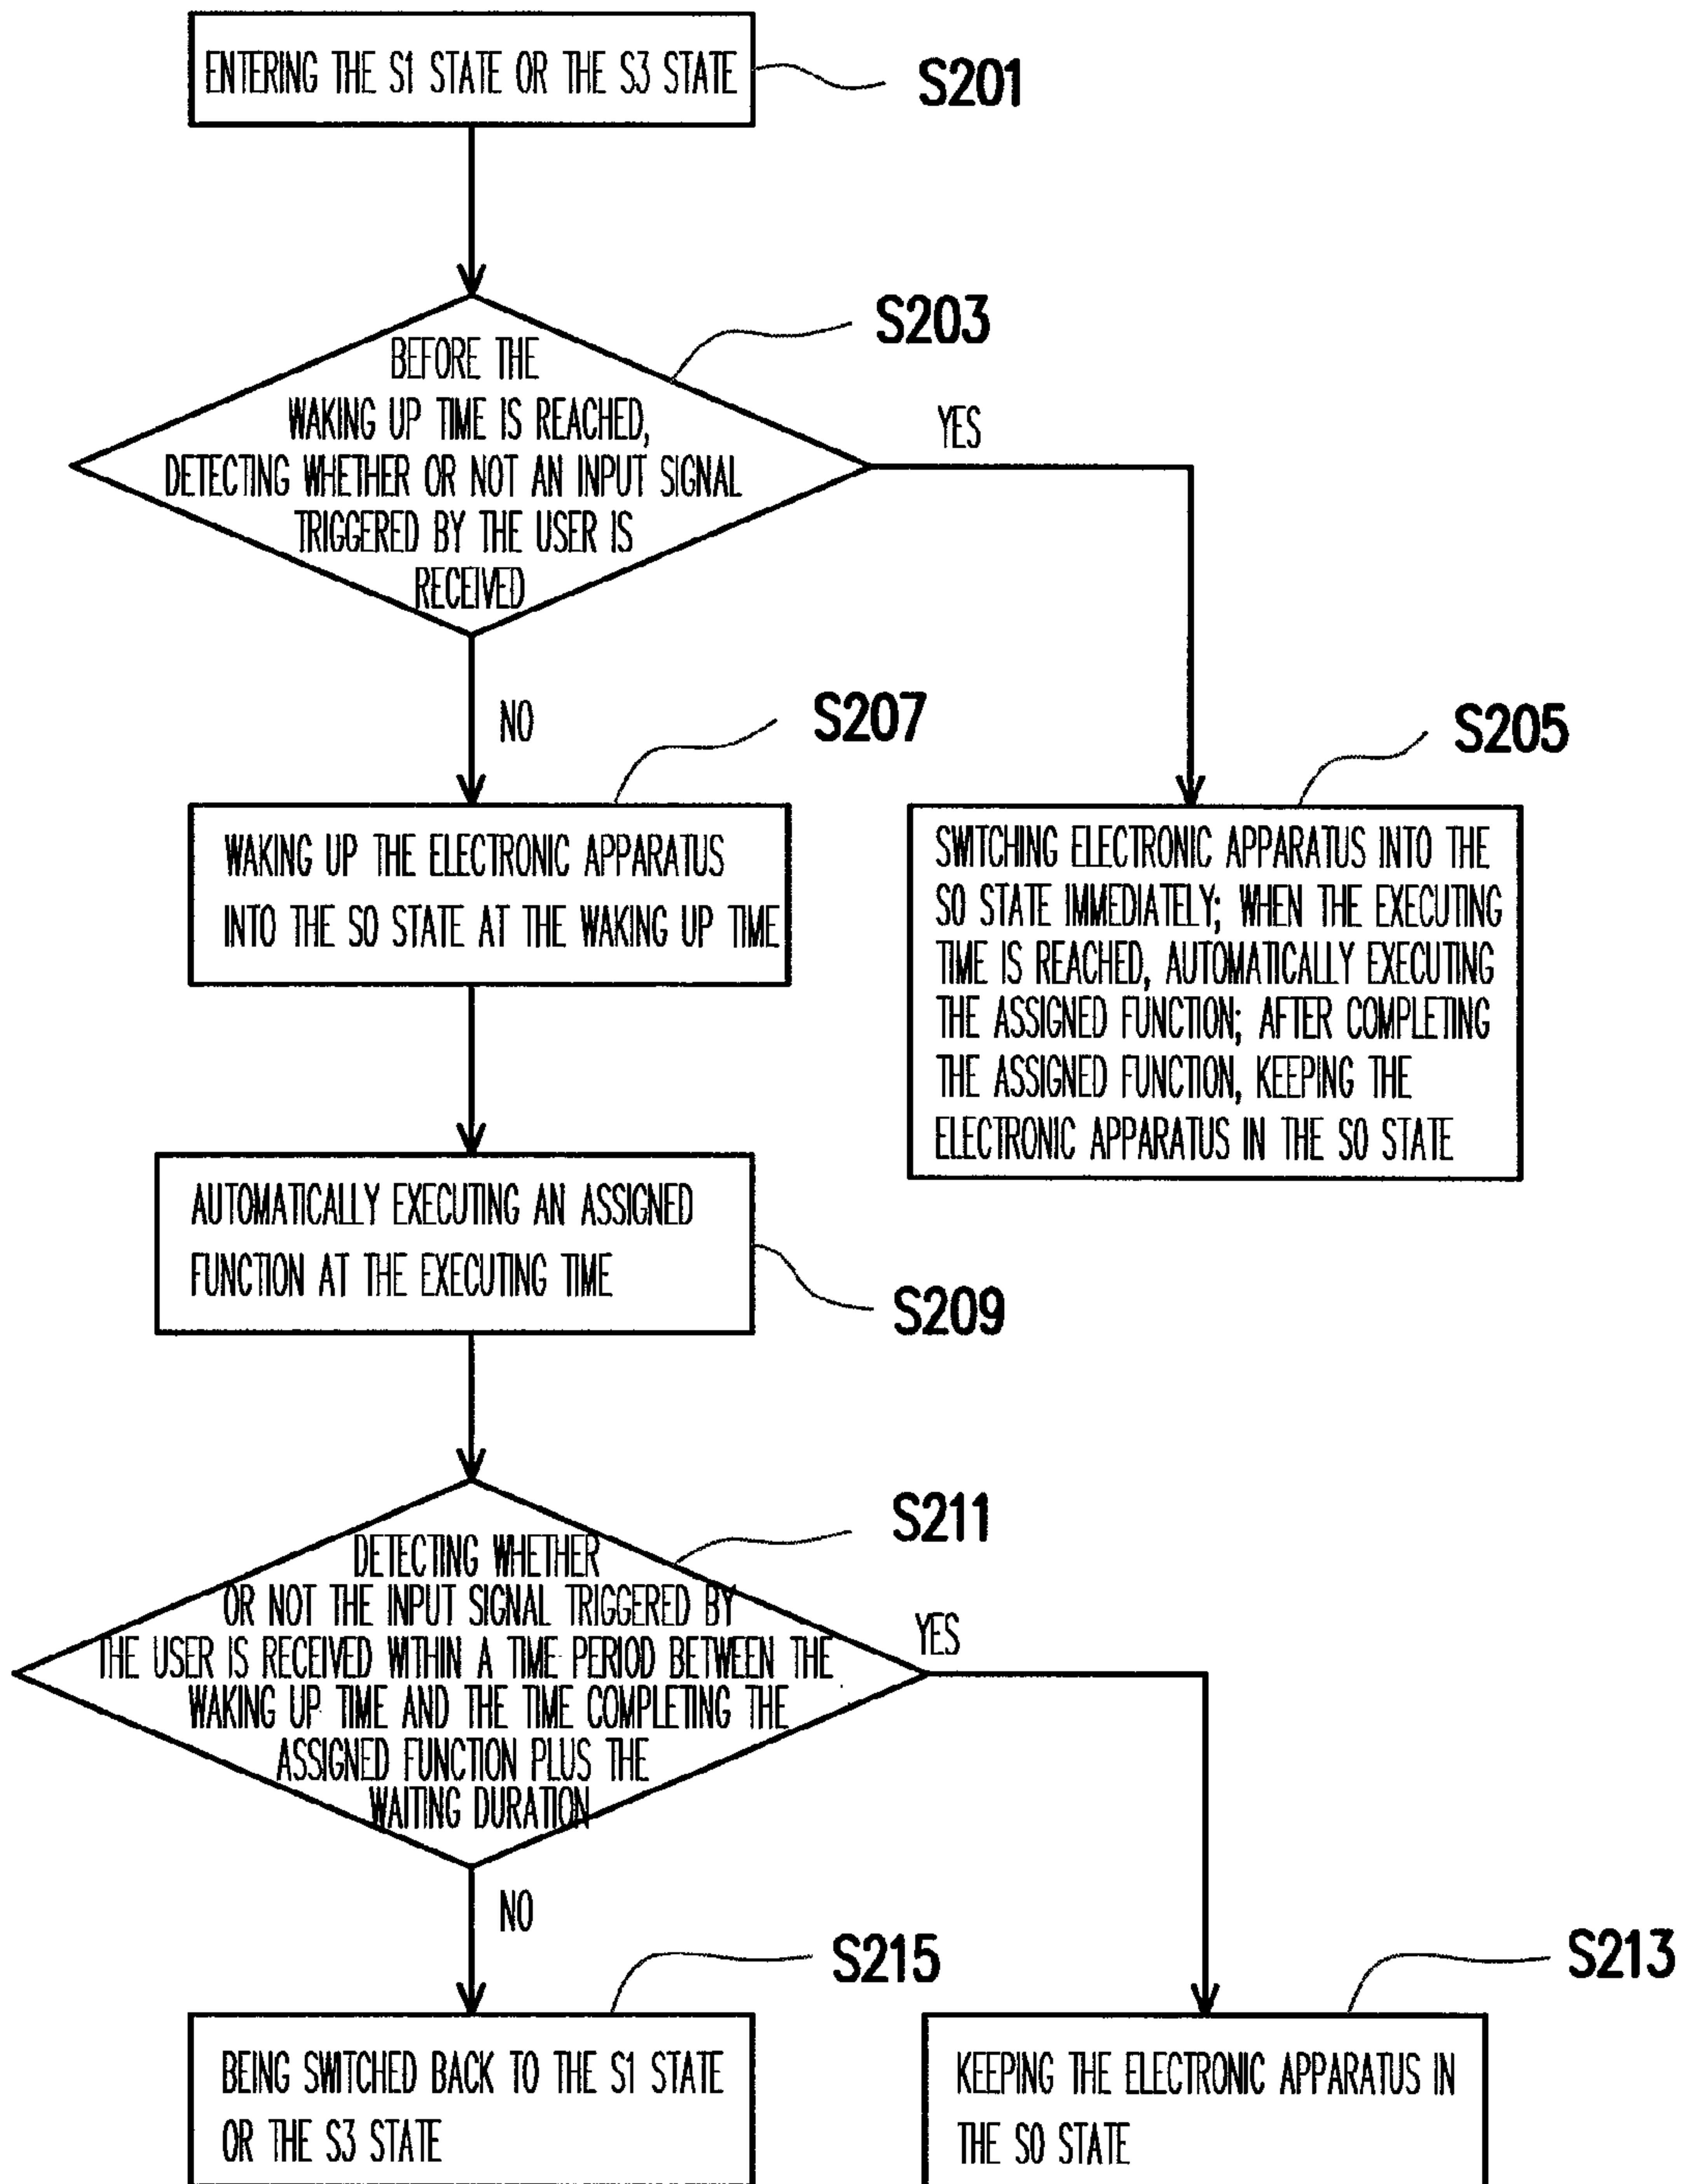 ENTERING THE S1 STATE OR THE S3 STATE
S201
S203
BEFORE THE
WAKING UP TIME IS REACHED,
DETECTING WHETHER OR NOT AN INPUT SIGNAL
TRIGGERED BY THE USER IS
RECEIVED
YES
NO
S207
WAKING UP THE ELECTRONIC APPARATUS
INTO THE S0 STATE AT THE WAKING UP TIME
S205
SWITCHING ELECTRONIC APPARATUS INTO THE
S0 STATE IMMEDIATELY; WHEN THE EXECUTING
TIME IS REACHED, AUTOMATICALLY EXECUTING
THE ASSIGNED FUNCTION; AFTER COMPLETING
THE ASSIGNED FUNCTION, KEEPING THE
ELECTRONIC APPARATUS IN THE S0 STATE
AUTOMATICALLY EXECUTING AN ASSIGNED
FUNCTION AT THE EXECUTING TIME
S209
S211
DETECTING WHETHER
OR NOT THE INPUT SIGNAL TRIGGERED BY
THE USER IS RECEIVED WITHIN A TIME PERIOD BETWEEN THE
WAKING UP TIME AND THE TIME COMPLETING THE
ASSIGNED FUNCTION PLUS THE
WAITING DURATION
YES
NO
S215
BEING SWITCHED BACK TO THE S1 STATE
OR THE S3 STATE
S213
KEEPING THE ELECTRONIC APPARATUS IN
THE S0 STATE